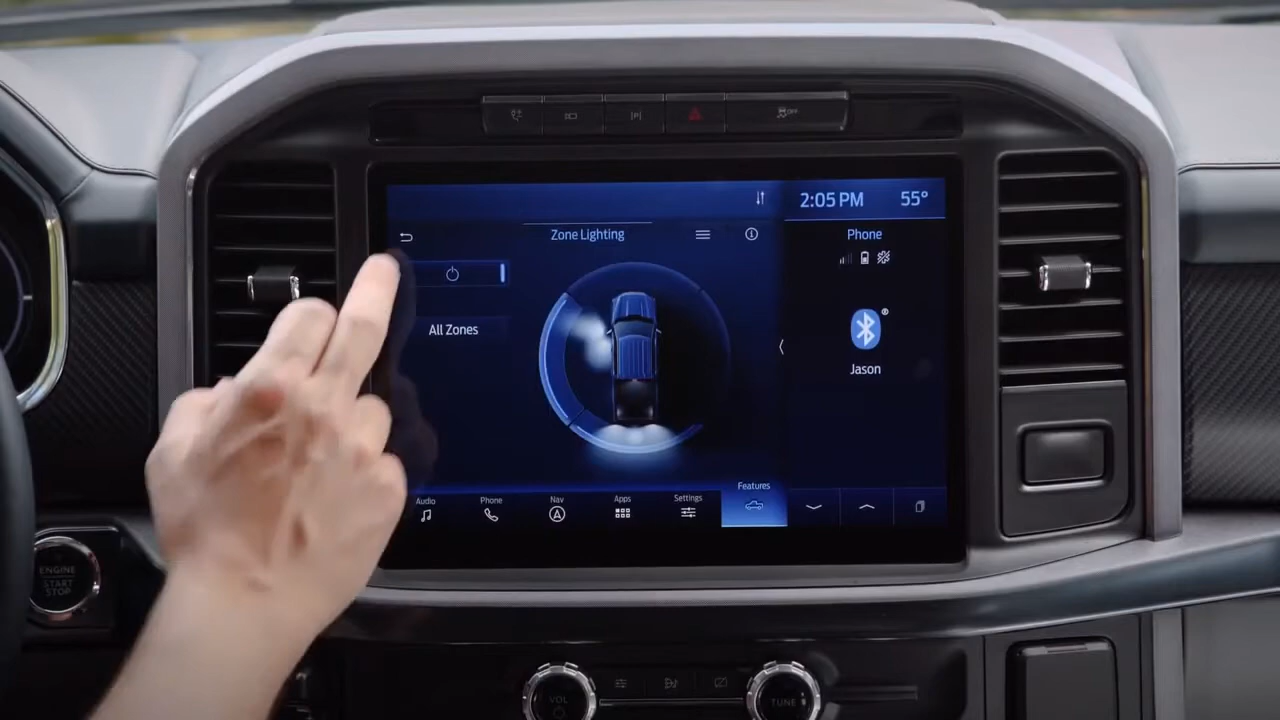 OFF
2:05 PM 55°
Zone Lighting
Phone
All Zones
Jason
Audio
Phone
Nav
Apps
Settings
Features
ENGINE
START
STOP
VOL
TUNE